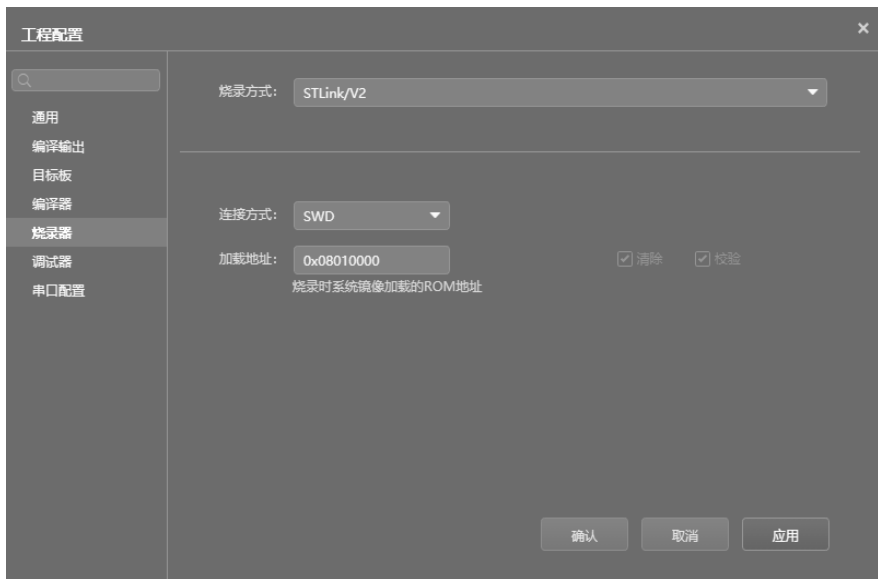 工程配置
通用
编译输出
目标板
编译器
烧录器
调试器
串口配置
烧录方式：
STLink/V2
连接方式：
SWD
加载地址：
0x08010000
清除
校验
烧录时系统镜像加载的ROM地址
确认
取消
应用